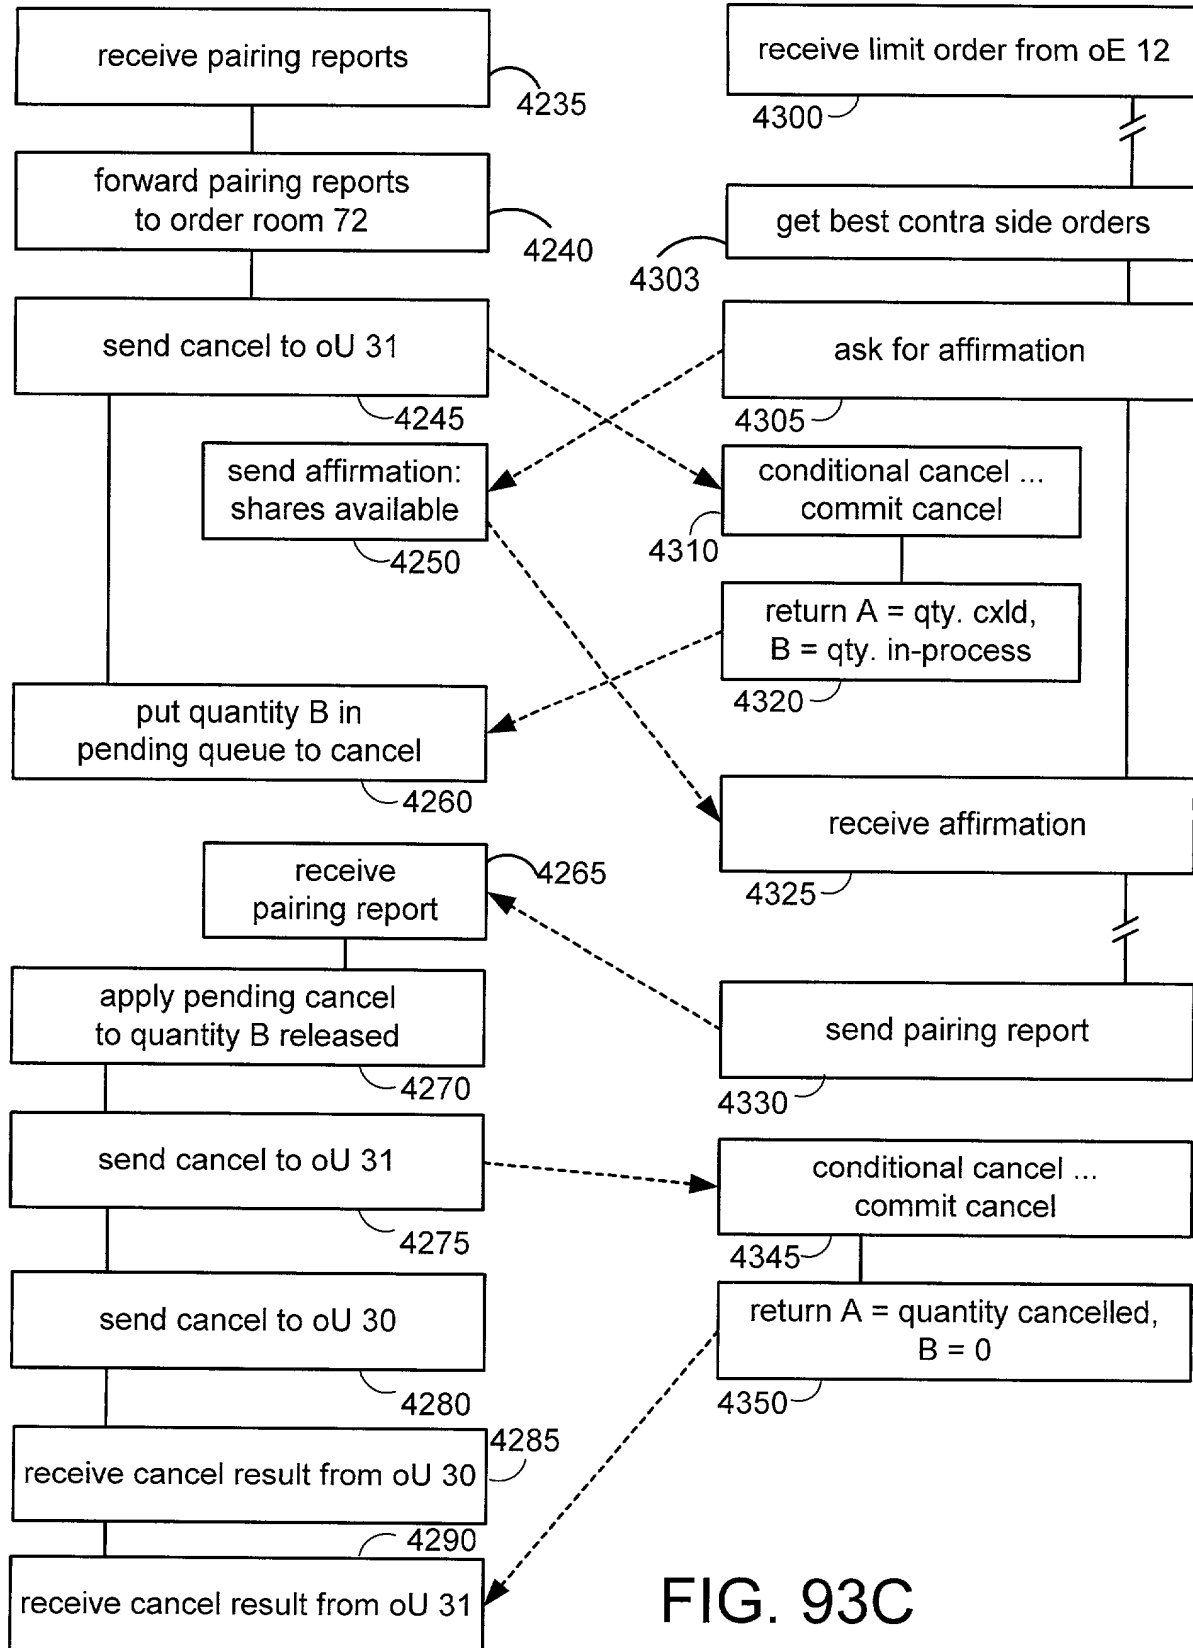 receive pairing reports
4235
receive limit order from oE 12
4300
forward pairing reports
to order room 72
4240
get best contra side orders
4303
send cancel to oU 31
4245
ask for affirmation
4305
send affirmation:
shares available
4250
conditional cancel ...
commit cancel
4310
return A = qty. cxld,
B = qty. in-process
4320
put quantity B in
pending queue to cancel
4260
receive affirmation
4325
receive
pairing report
4265
apply pending cancel
to quantity B released
4270
send pairing report
4330
send cancel to oU 31
4275
conditional cancel ...
commit cancel
4345
send cancel to oU 30
4280
return A = quantity cancelled,
B = 0
4350
receive cancel result from oU 30
4285
4290
receive cancel result from oU 31
FIG. 93C